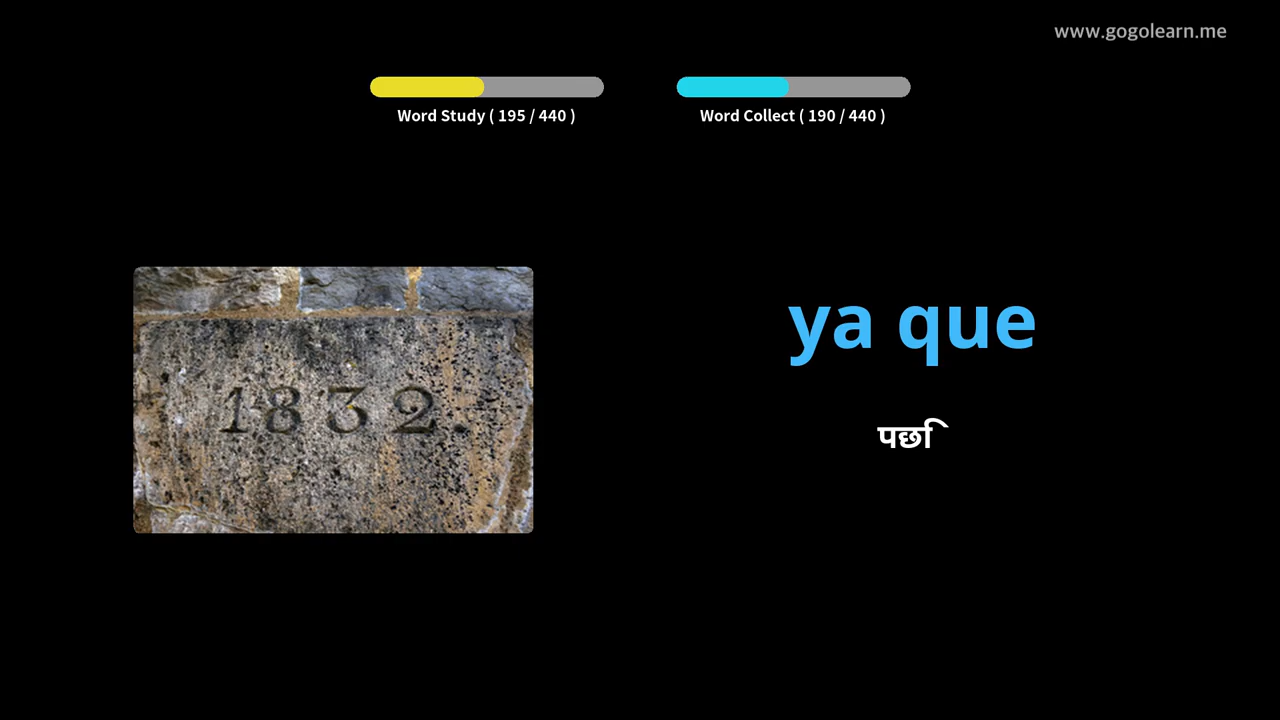 www.gogolearn.me
Word Study ( 195 / 440 )
Word Collect ( 190 / 440 )
1832.
ya que
पछि